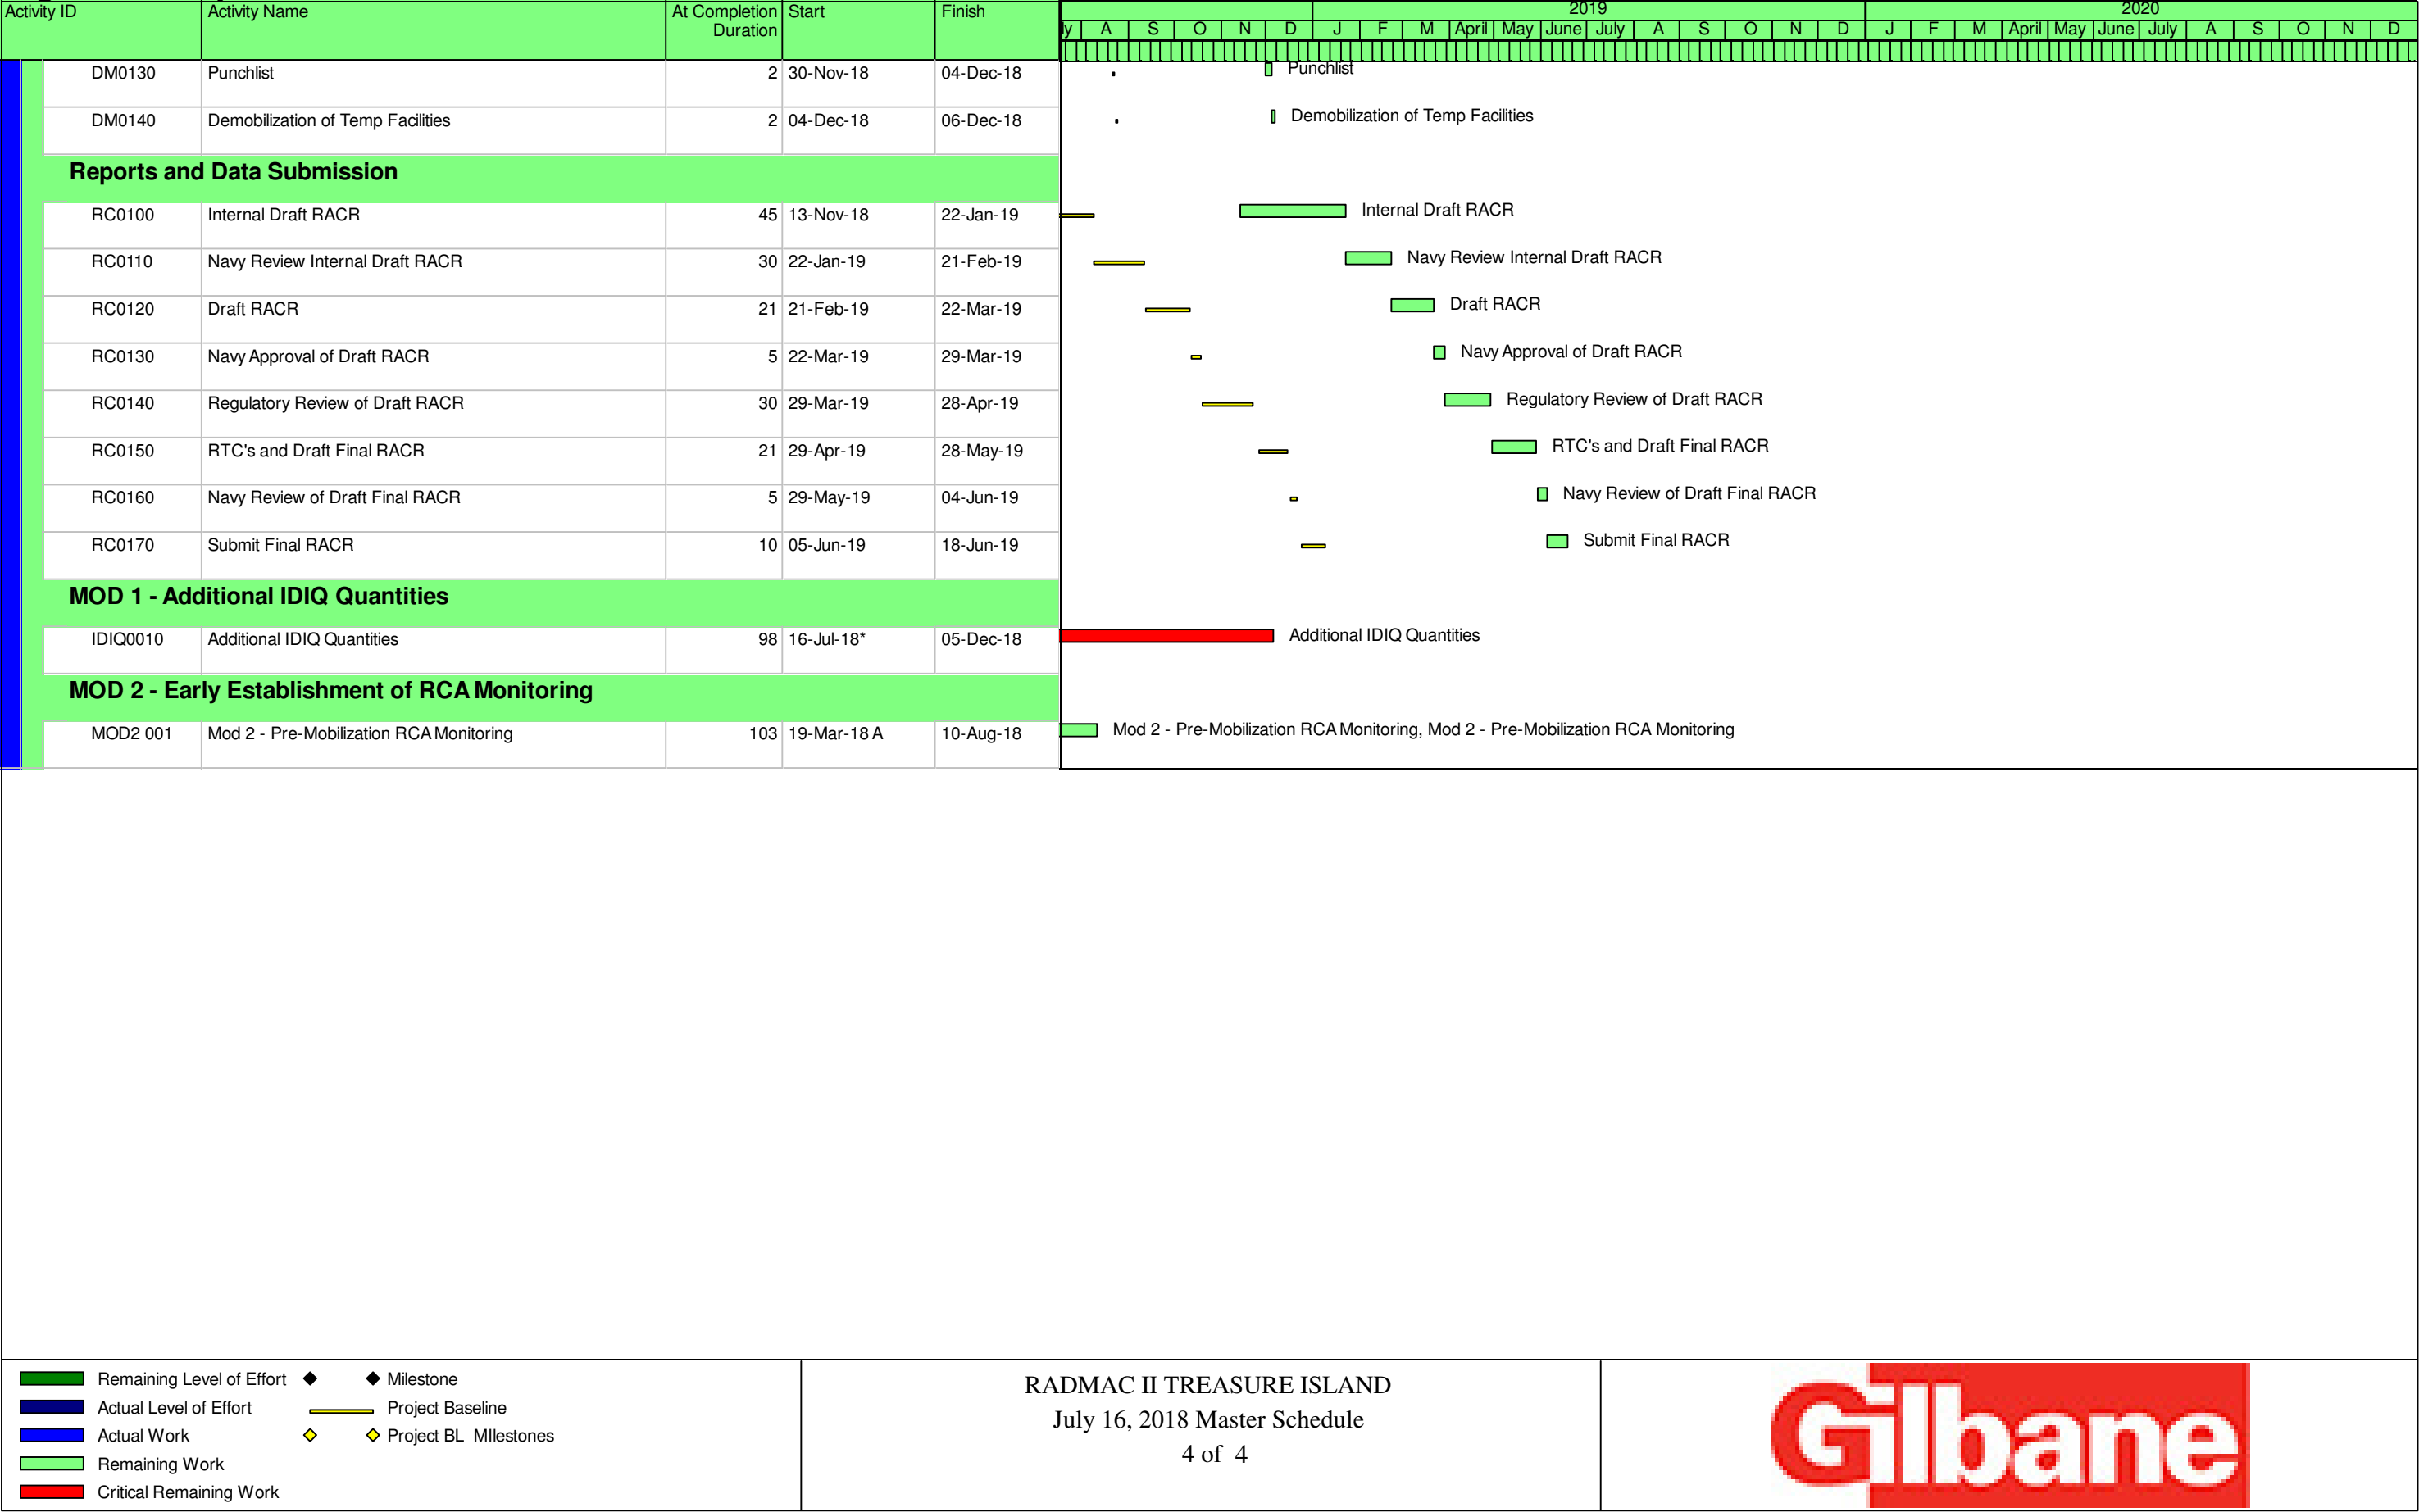 Activity ID Activity Name At Completion Duration Start Finish
2019 2020
ly A S O N D J F M April May June July A S O N D J F M April May June July A S O N D
DM0130 Punchlist 2 30-Nov-18 04-Dec-18 Punchlist
DM0140 Demobilization of Temp Facilities 2 04-Dec-18 06-Dec-18 Demobilization of Temp Facilities
Reports and Data Submission
RC0100 Internal Draft RACR 45 13-Nov-18 22-Jan-19 Internal Draft RACR
RC0110 Navy Review Internal Draft RACR 30 22-Jan-19 21-Feb-19 Navy Review Internal Draft RACR
RC0120 Draft RACR 21 21-Feb-19 22-Mar-19 Draft RACR
RC0130 Navy Approval of Draft RACR 5 22-Mar-19 29-Mar-19 Navy Approval of Draft RACR
RC0140 Regulatory Review of Draft RACR 30 29-Mar-19 28-Apr-19 Regulatory Review of Draft RACR
RC0150 RTC's and Draft Final RACR 21 29-Apr-19 28-May-19 RTC's and Draft Final RACR
RC0160 Navy Review of Draft Final RACR 5 29-May-19 04-Jun-19 Navy Review of Draft Final RACR
RC0170 Submit Final RACR 10 05-Jun-19 18-Jun-19 Submit Final RACR
MOD 1 - Additional IDIQ Quantities
IDIQ0010 Additional IDIQ Quantities 98 16-Jul-18* 05-Dec-18 Additional IDIQ Quantities
MOD 2 - Early Establishment of RCA Monitoring
MOD2 001 Mod 2 - Pre-Mobilization RCA Monitoring 103 19-Mar-18 A 10-Aug-18 Mod 2 - Pre-Mobilization RCA Monitoring, Mod 2 - Pre-Mobilization RCA Monitoring
Remaining Level of Effort Milestone
Actual Level of Effort Project Baseline
Actual Work Project BL MIlestones
Remaining Work
Critical Remaining Work
RADMAC II TREASURE ISLAND
July 16, 2018 Master Schedule
4 of 4
Gilbane